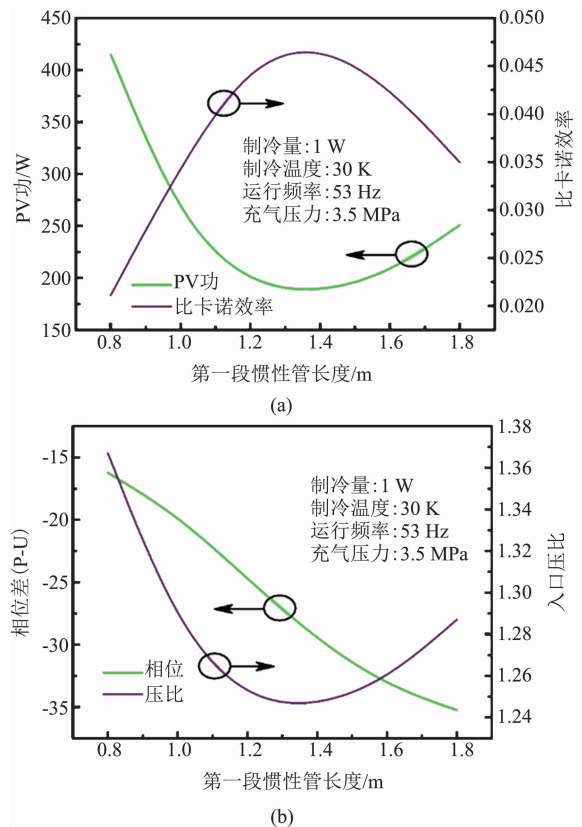 450
400
350
300
250
200
150
PV功/W
0.050
0.045
0.040
0.035
0.030
0.025
0.020
比卡诺效率
制冷量:1 W
制冷温度:30 K
运行频率:53 Hz
充气压力:3.5 MPa
PV功
比卡诺效率
0.8 1.0 1.2 1.4 1.6 1.8
第一段惯性管长度/m
(a)
-15
-20
-25
-30
-35
相位差(P-U)
1.38
1.36
1.34
1.32
1.30
1.28
1.26
1.24
入口压比
制冷量:1 W
制冷温度:30 K
运行频率:53 Hz
充气压力:3.5 MPa
相位
压比
0.8 1.0 1.2 1.4 1.6 1.8
第一段惯性管长度/m
(b)